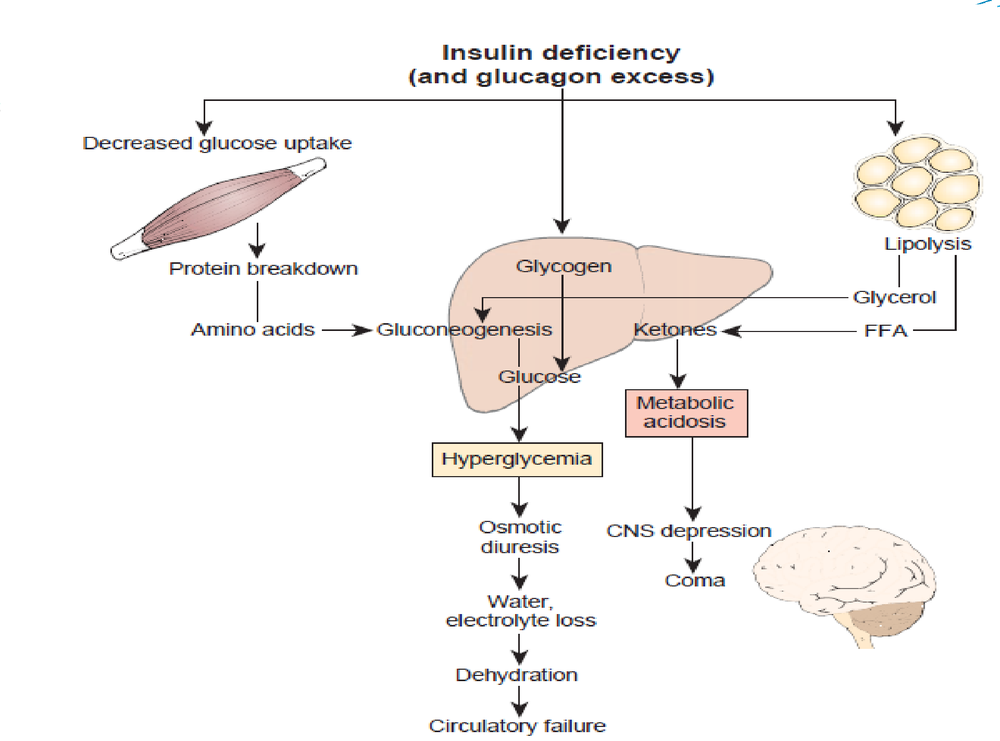 Insulin deficiency
(and glucagon excess)
Decreased glucose uptake
Protein breakdown
Amino acids
Glycogen
Gluconeogenesis
Glucose
Lipolysis
Glycerol
FFA
Ketones
Metabolic
acidosis
Hyperglycemia
Osmotic
diuresis
Water,
electrolyte loss
Dehydration
Circulatory failure
CNS depression
Coma